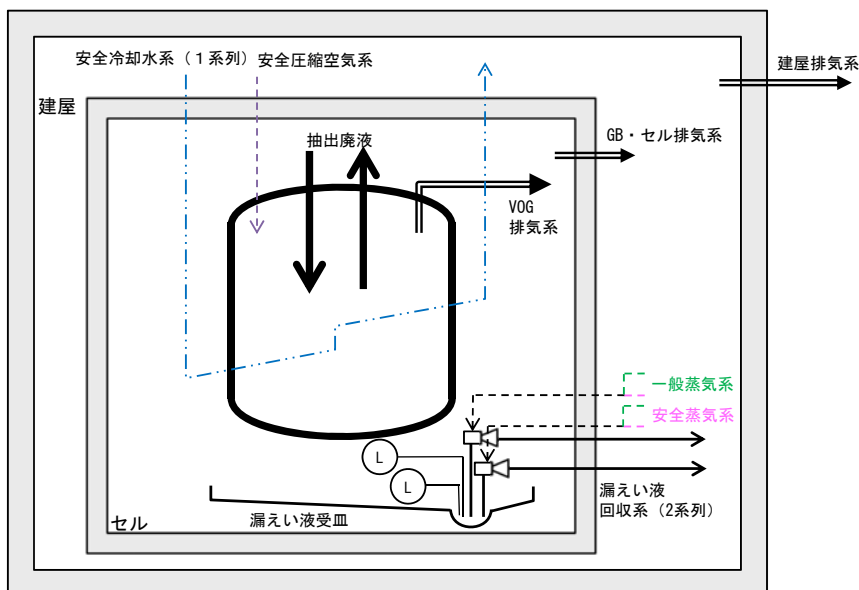 安全冷却水系（１系列）
安全圧縮空気系
建屋排気系
建屋
抽出廃液
GB・セル排気系
VOG
排気系
一般蒸気系
安全蒸気系
L
L
漏えい液
回収系（2系列）
漏えい液受皿
セル